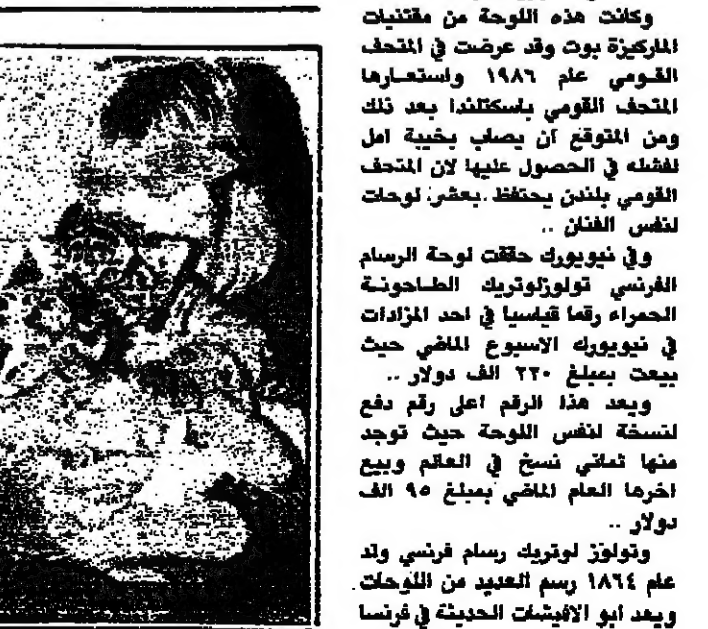 وكانت هذه اللوحة من مقتنيات
الماركيزة بوت وقد عرضت في المتحف
القومي عام ١٩٨٦ واستعارها
المتحف القومي باسكتلندا بعد ذلك
ومن المتوقع ان يصاب بخيبة امل
لفشله في الحصول عليها لان المتحف
القومي بلندن يحتفظ بعشر لوحات
لنفس الفنان ..
وفي نيويورك حققت لوحة الرسام
الفرنسي تولوزلوتريك الطاحونة
الحمراء رقما قياسيا في احد المزادات
في نيويورك الاسبوع الماضي حيث
بيعت بمبلغ ٢٢٠ الف دولار ..
ويعد هذا الرقم اعلى رقم دفع
لنسخة لنفس اللوحة حيث توجد
منها ثماني نسخ في العالم وبيع
اخرها العام الماضي بمبلغ ٩٥ الف
دولار ..
وتولوز لوتريك رسام فرنسي ولد
عام ١٨٦٤ رسم العديد من اللوحات
ويعد ابو الافيشات الحديثة في فرنسا